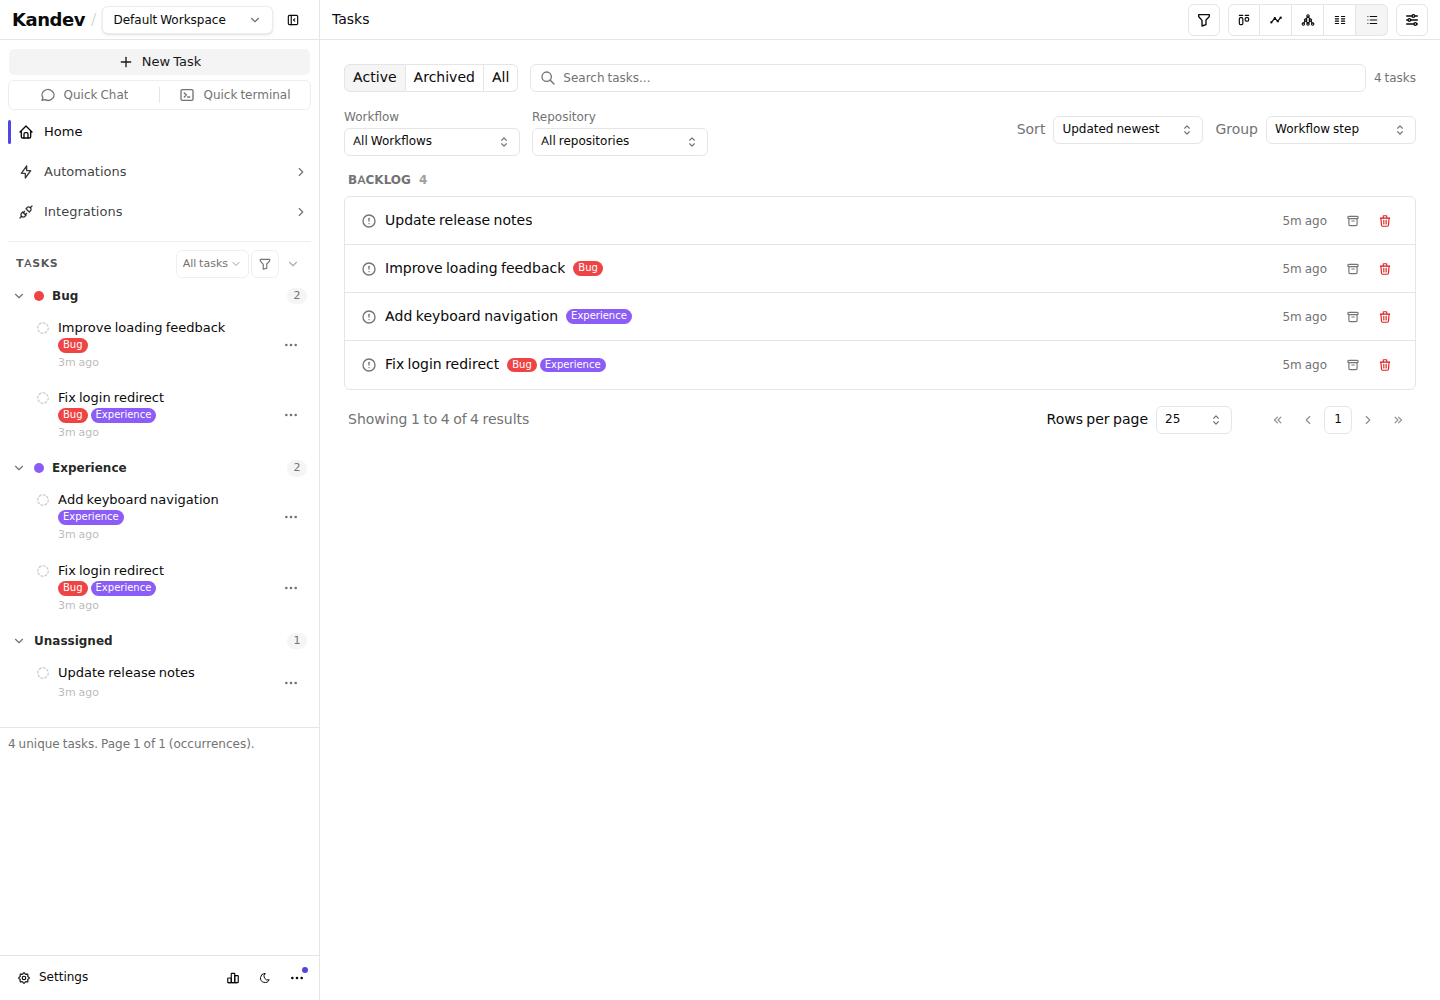 Kandev / Default Workspace
Tasks
New Task
Quick Chat
Quick terminal
Home
Automations
Integrations
TASKS
All tasks
Bug 2
Improve loading feedback
Bug
3m ago
Fix login redirect
Bug Experience
3m ago
Experience 2
Add keyboard navigation
Experience
3m ago
Fix login redirect
Bug Experience
3m ago
Unassigned 1
Update release notes
3m ago
4 unique tasks. Page 1 of 1 (occurrences).
Settings
Active Archived All
Search tasks...
4 tasks
Workflow
All Workflows
Repository
All repositories
Sort Updated newest
Group Workflow step
BACKLOG 4
Update release notes 5m ago
Improve loading feedback Bug 5m ago
Add keyboard navigation Experience 5m ago
Fix login redirect Bug Experience 5m ago
Showing 1 to 4 of 4 results
Rows per page 25
« ‹ 1 › »